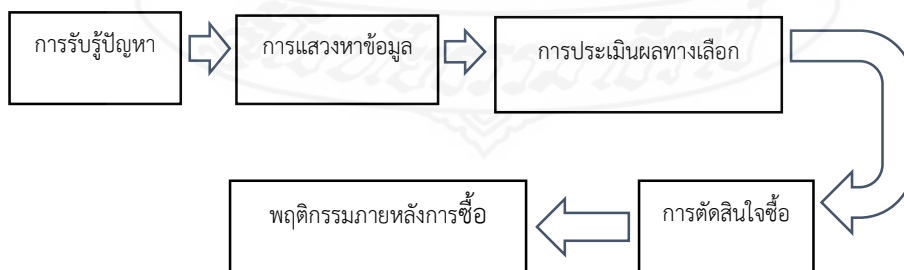 การรับรู้ปัญหา
การแสวงหาข้อมูล
การประเมินผลทางเลือก
การตัดสินใจซื้อ
พฤติกรรมภายหลังการซื้อ